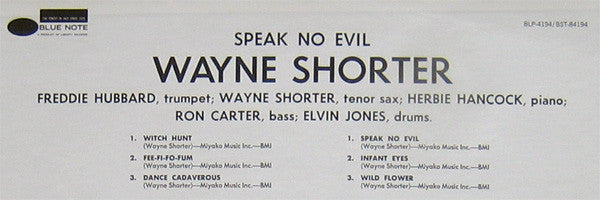 BLUE NOTE
A PRODUCT OF LIBERTY RECORDS
BLP-4194/BST-84194
SPEAK NO EVIL
WAYNE SHORTER
FREDDIE HUBBARD, trumpet; WAYNE SHORTER, tenor sax; HERBIE HANCOCK, piano;
RON CARTER, bass; ELVIN JONES, drums.
1. WITCH HUNT
(Wayne Shorter)—Miyako Music Inc.—BMI
2. FEE-FI-FO-FUM
(Wayne Shorter)—Miyako Music Inc.—BMI
3. DANCE CADAVEROUS
(Wayne Shorter)—Miyako Music Inc.—BMI
1. SPEAK NO EVIL
(Wayne Shorter)—Miyako Music Inc.—BMI
2. INFANT EYES
(Wayne Shorter)—Miyako Music Inc.—BMI
3. WILD FLOWER
(Wayne Shorter)—Miyako Music Inc.—BMI